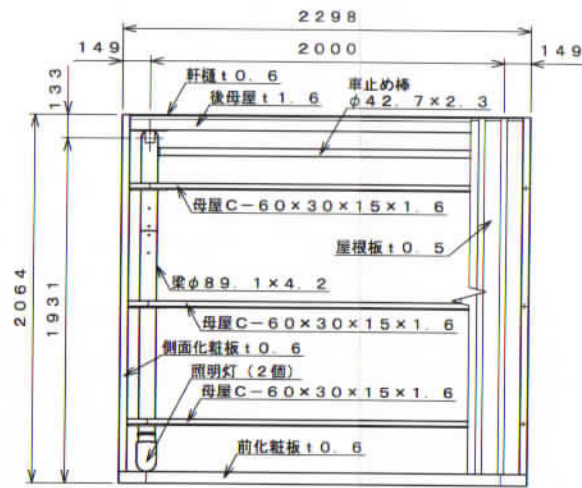 2298
149
2000
149
133
軒樋t0.6
後母屋t1.6
車止め棒
φ42.7×2.3
母屋C-60×30×15×1.6
屋根板t0.5
2064
1931
梁φ89.1×4.2
母屋C-60×30×15×1.6
側面化粧板t0.6
照明灯(2個)
母屋C-60×30×15×1.6
前化粧板t0.6